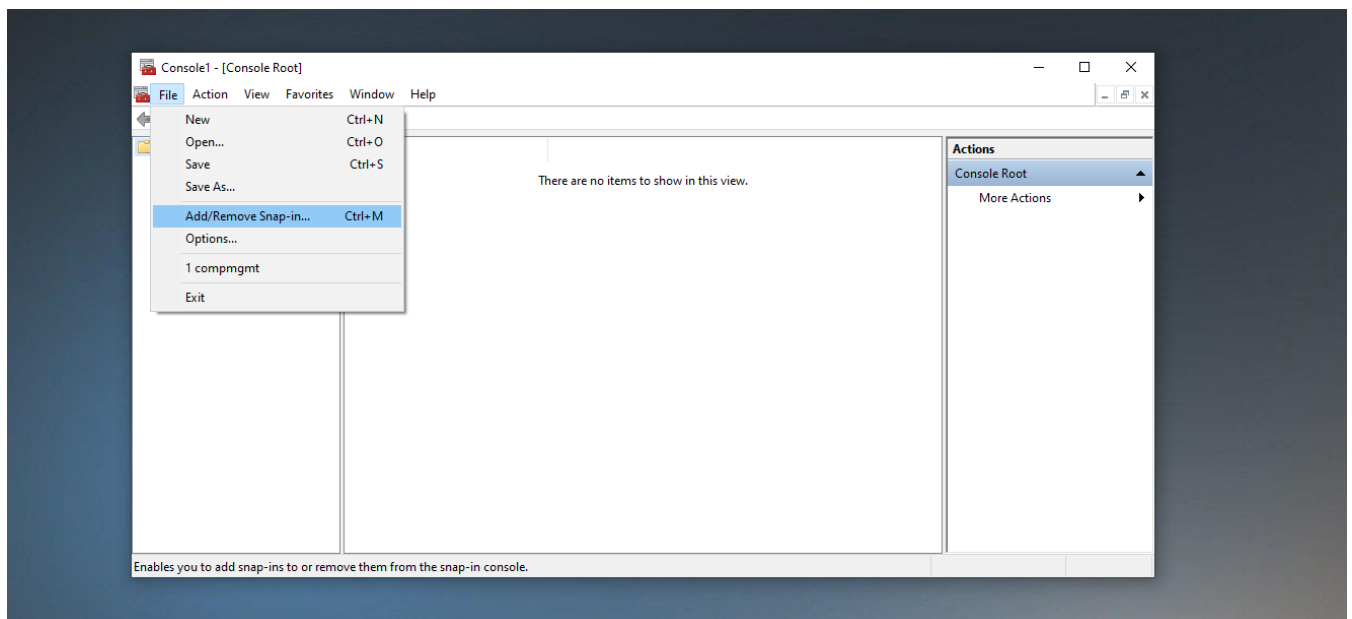 Console1 - [Console Root]
File Action View Favorites Window Help
New Ctrl+N
Open... Ctrl+O
Save Ctrl+S
Save As...
Add/Remove Snap-in... Ctrl+M
Options...
1 compmgmt
Exit
There are no items to show in this view.
Actions
Console Root
More Actions
Enables you to add snap-ins to or remove them from the snap-in console.